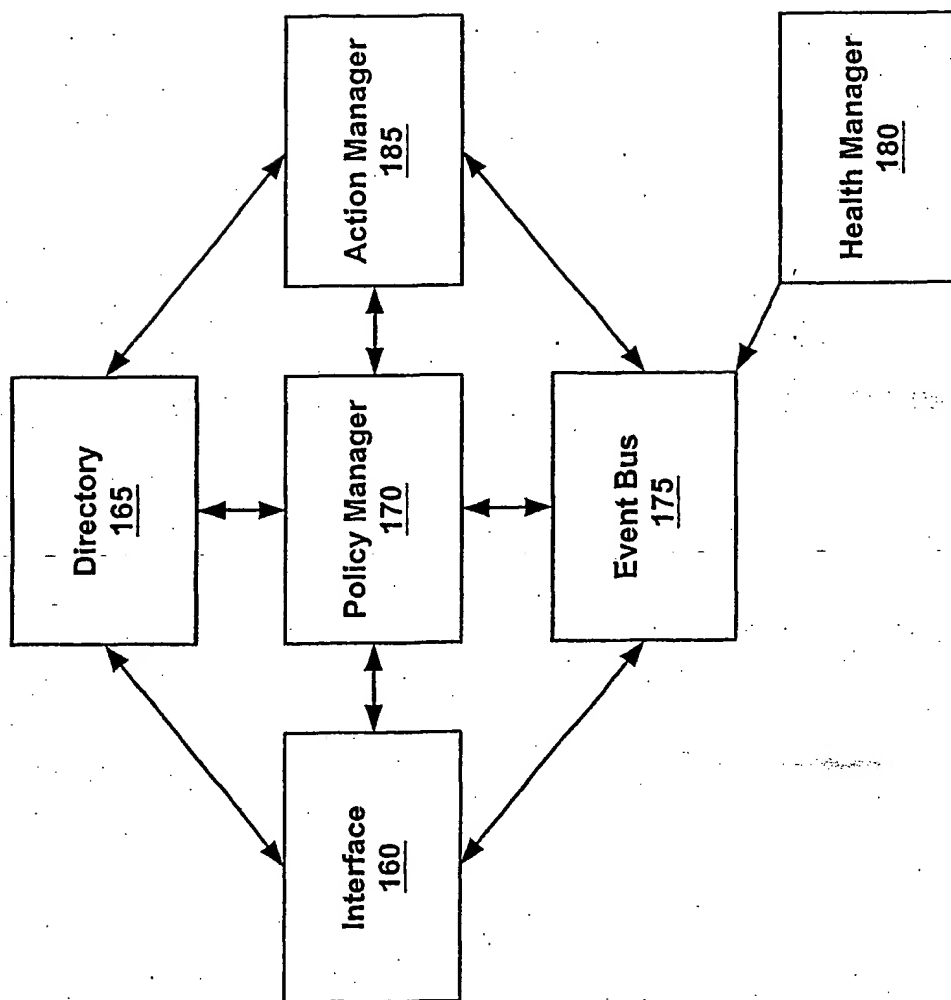 Directory
165
Interface
160
Policy Manager
170
Action Manager
185
Event Bus
175
Health Manager
180